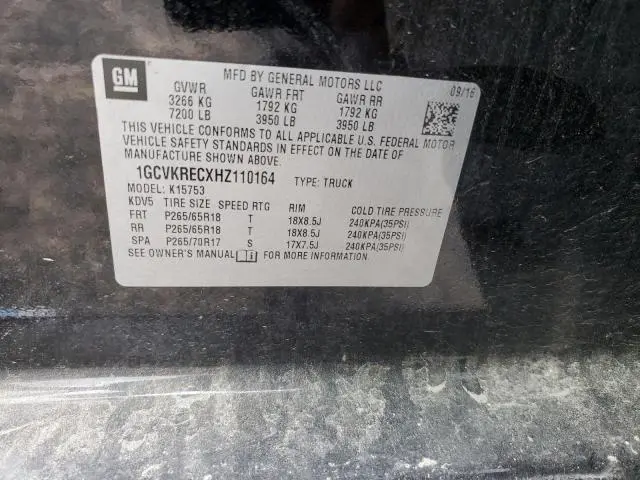 GM
MFD BY GENERAL MOTORS LLC
09/16
GVWR GAWR FRT GAWR RR
3266 KG 1792 KG 1792 KG
7200 LB 3950 LB 3950 LB
THIS VEHICLE CONFORMS TO ALL APPLICABLE U.S. FEDERAL MOTOR
VEHICLE SAFETY STANDARDS IN EFFECT ON THE DATE OF
MANUFACTURE SHOWN ABOVE.
1GCVKRECXHZ110164 TYPE: TRUCK
MODEL: K15753
KDV5 TIRE SIZE SPEED RTG RIM COLD TIRE PRESSURE
FRT P265/65R18 T 18X8.5J 240KPA(35PSI)
RR P265/65R18 T 18X8.5J 240KPA(35PSI)
SPA P265/70R17 S 17X7.5J 240KPA(35PSI)
SEE OWNER'S MANUAL FOR MORE INFORMATION.